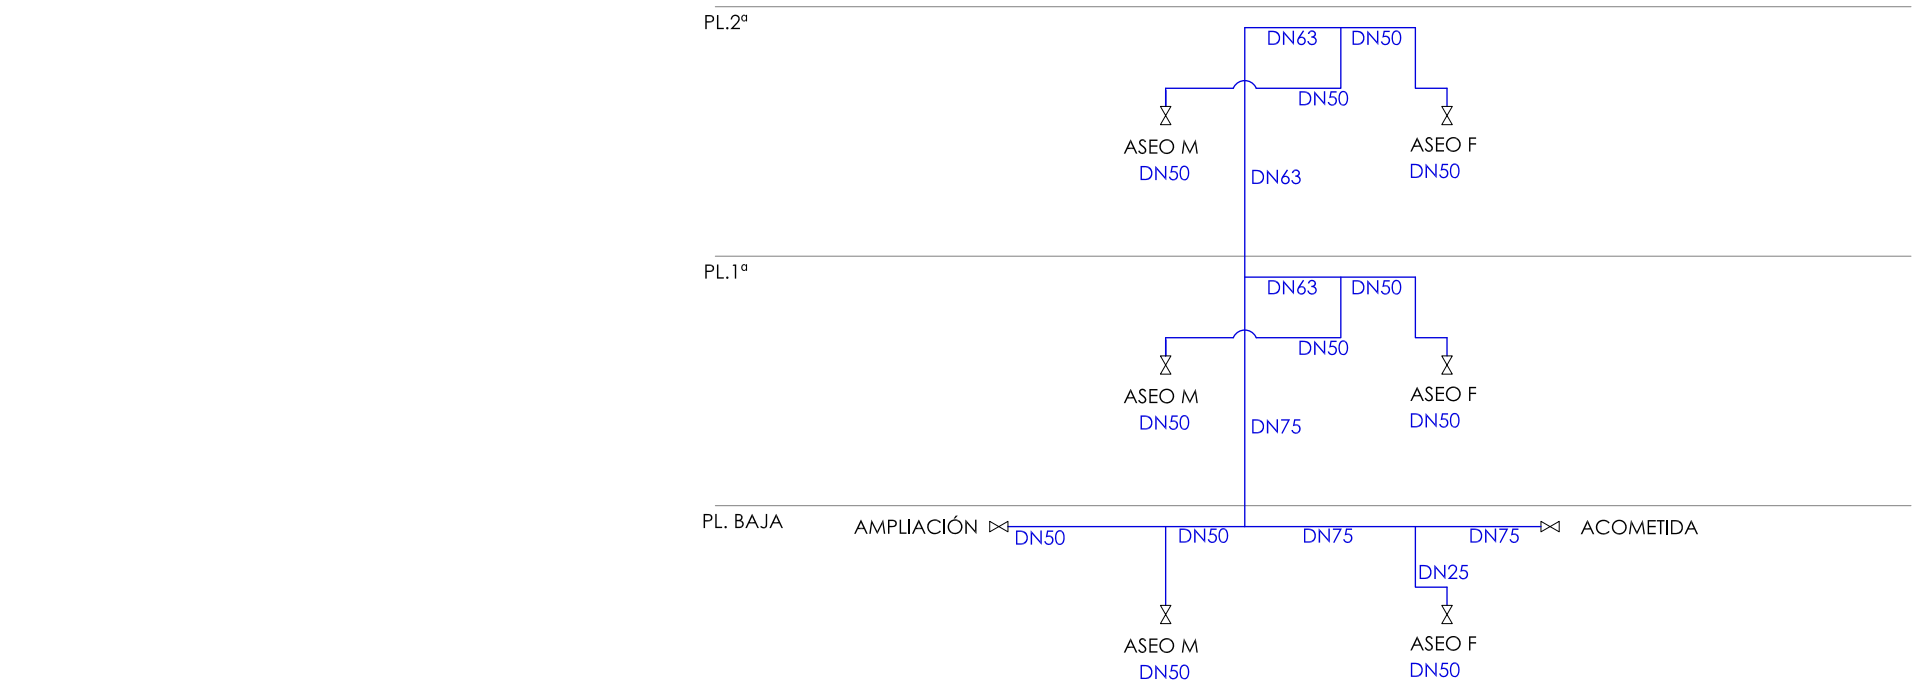 PL.2ª
DN63 DN50
DN50
ASEO M ASEO F
DN50 DN63 DN50
PL.1ª
DN63 DN50
DN50
ASEO M ASEO F
DN50 DN75 DN50
PL. BAJA AMPLIACIÓN ACOMETIDA
DN50 DN50 DN75 DN75
DN25
ASEO M ASEO F
DN50 DN50